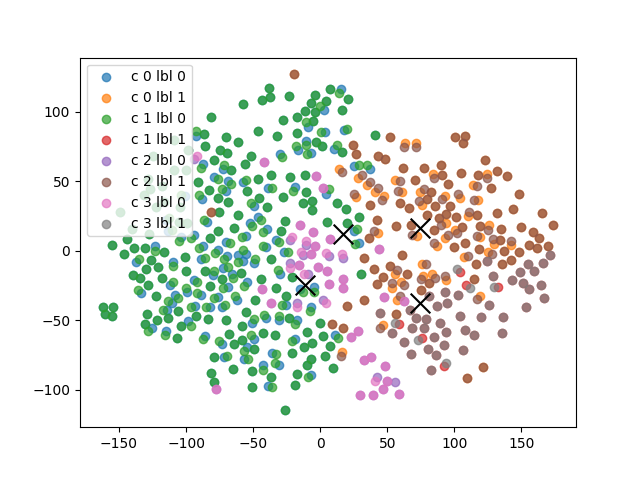 c 0 lbl 0
c 0 lbl 1
c 1 lbl 0
c 1 lbl 1
c 2 lbl 0
c 2 lbl 1
c 3 lbl 0
c 3 lbl 1
100
50
0
−50
−100
−150 −100 −50 0 50 100 150